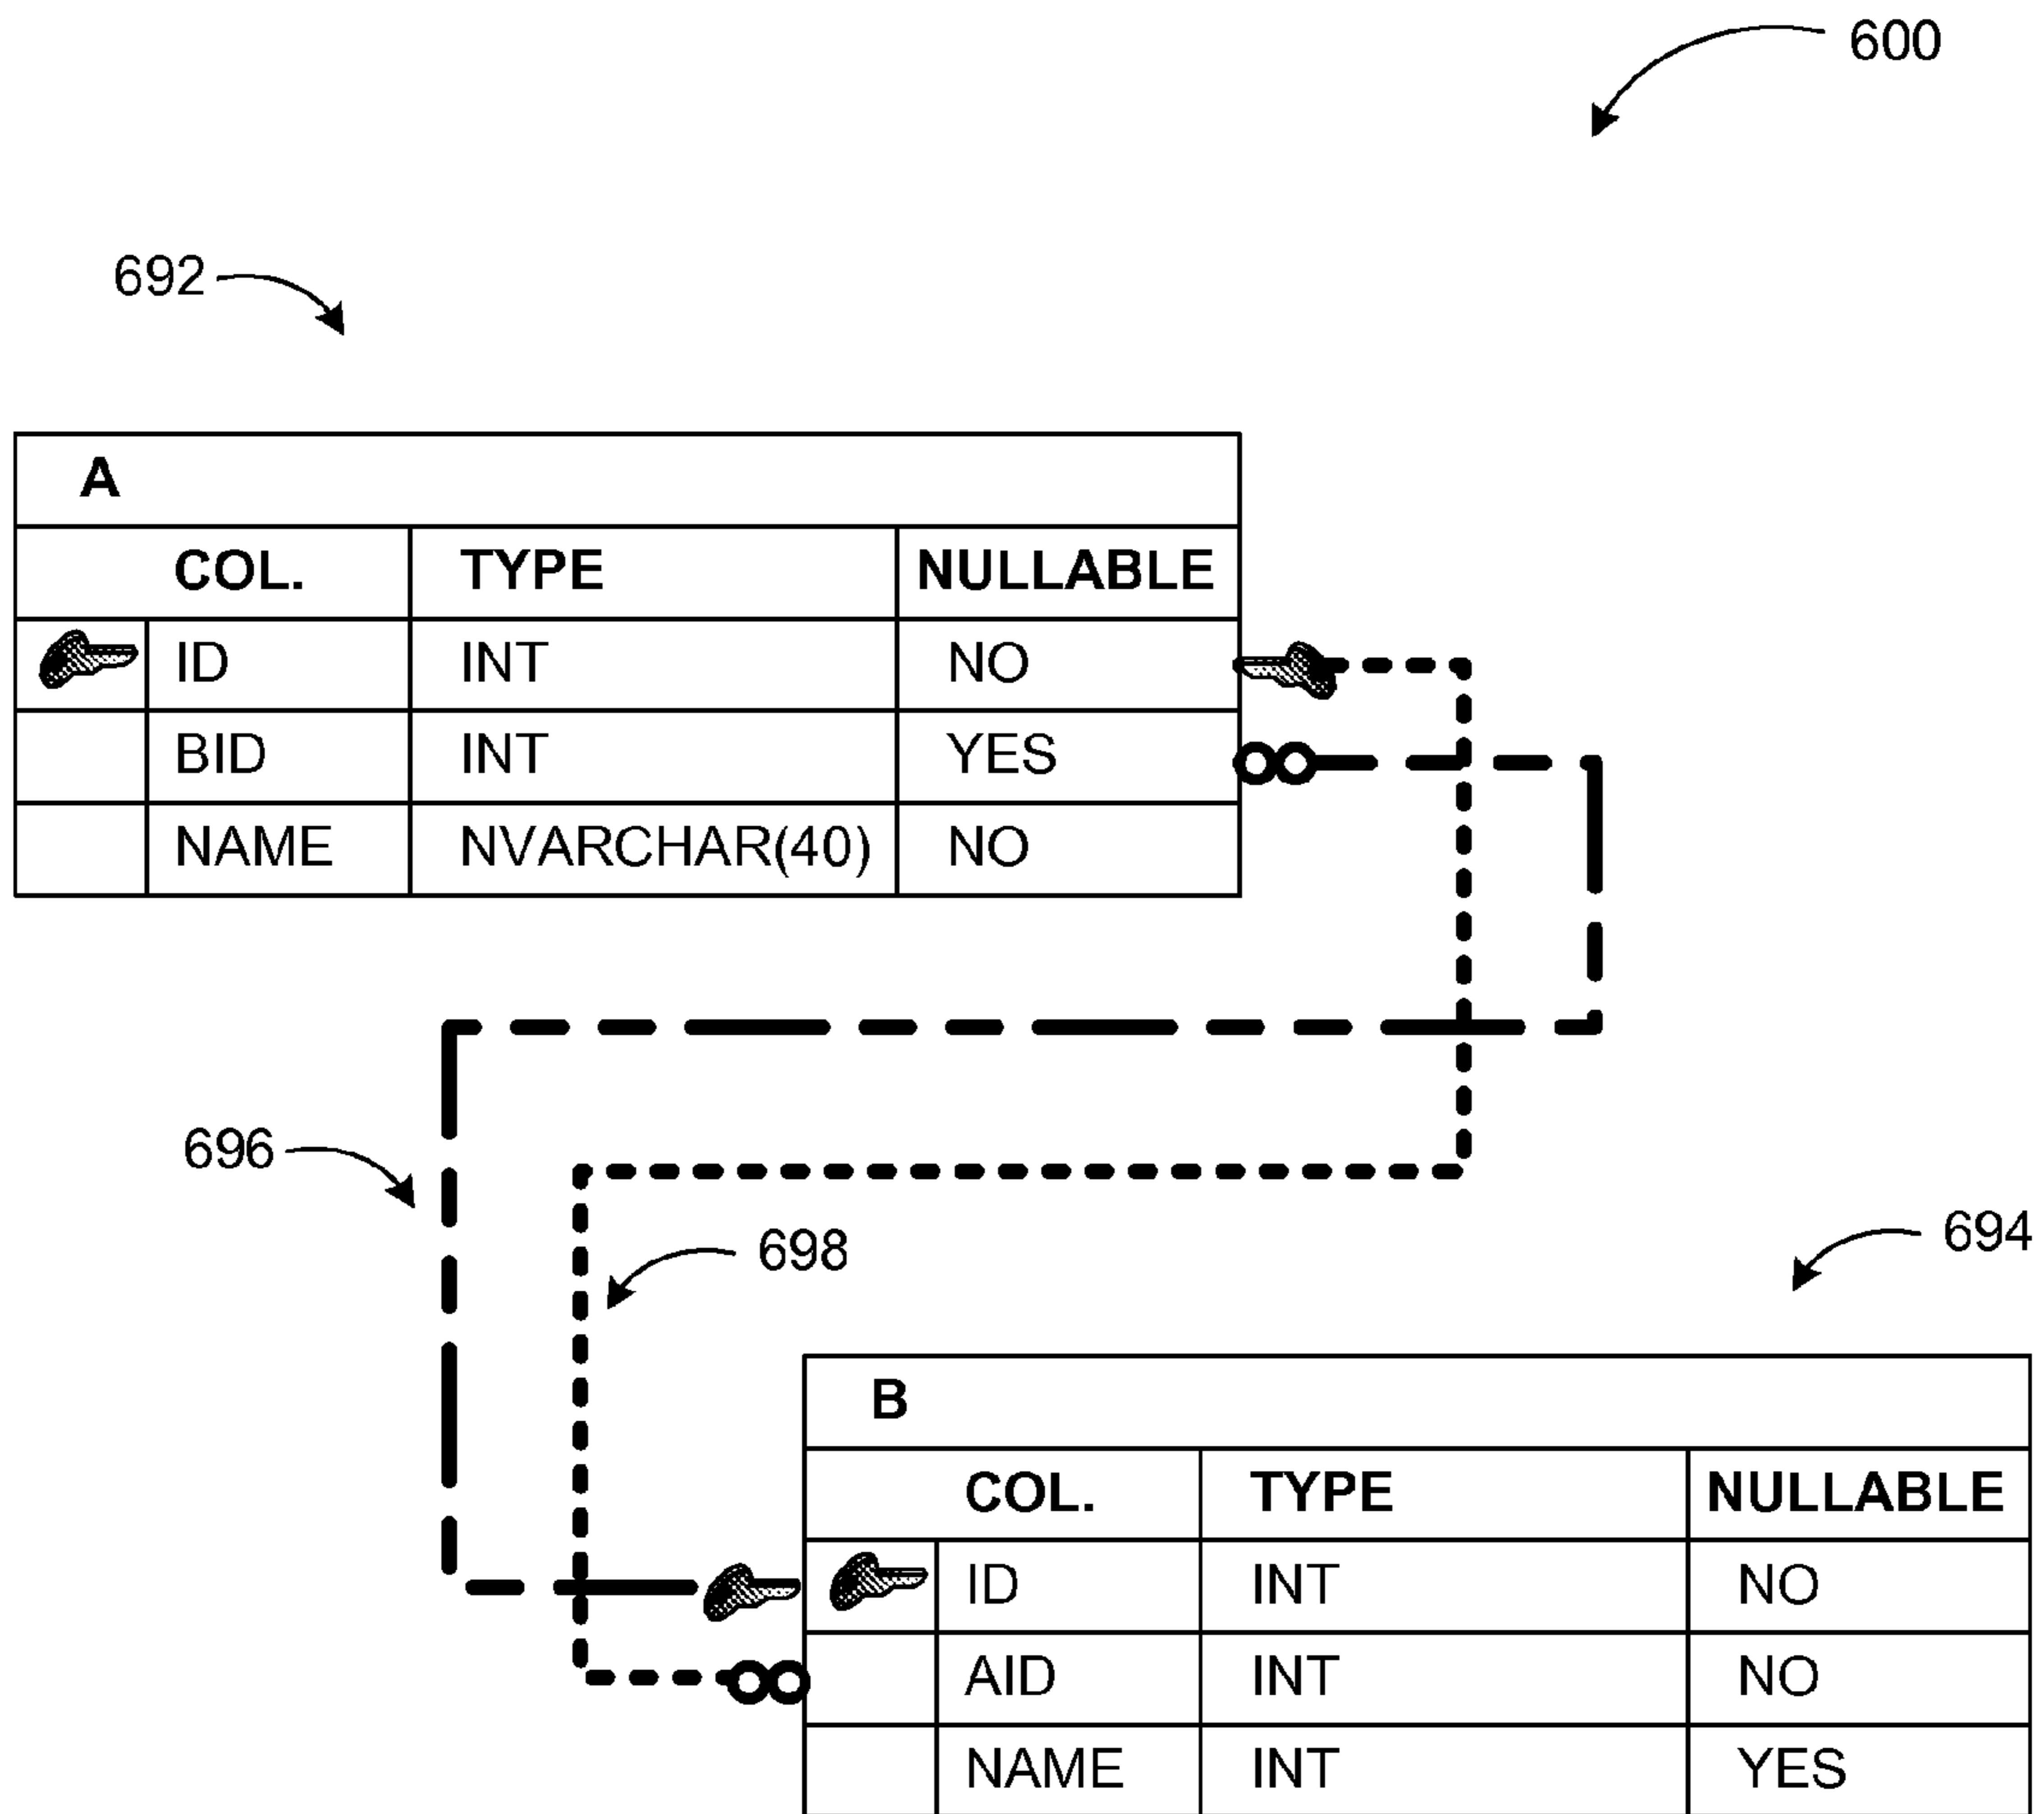 600
692
A
COL. TYPE NULLABLE
ID INT NO
BID INT YES
NAME NVARCHAR(40) NO
696
698
694
B
COL. TYPE NULLABLE
ID INT NO
AID INT NO
NAME INT YES